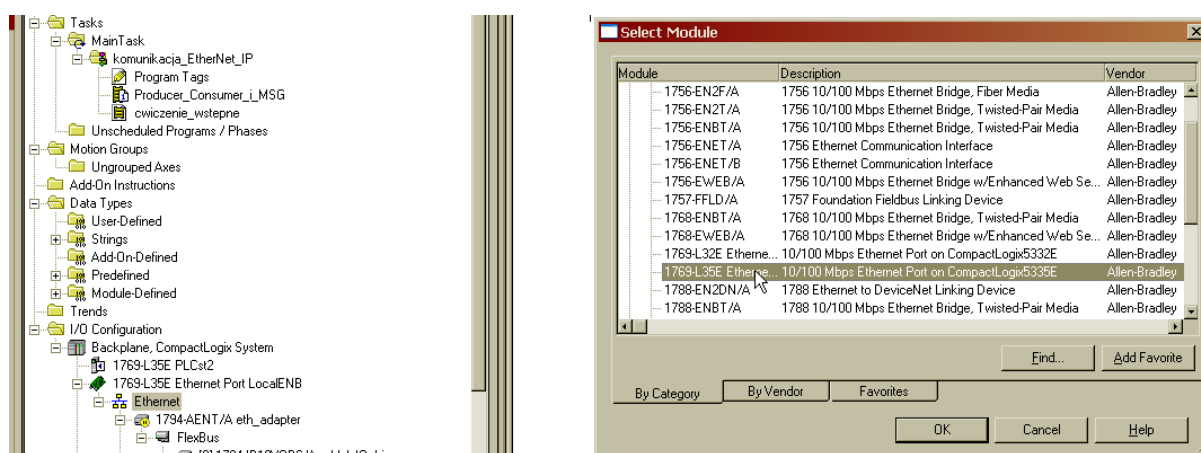 Tasks
MainTask
komunikacja_EtherNet_IP
Program Tags
Producer_Consumer_i_MSG
cwiczenie_wstepne
Unscheduled Programs / Phases
Motion Groups
Ungrouped Axes
Add-On Instructions
Data Types
User-Defined
Strings
Add-On-Defined
Predefined
Module-Defined
Trends
I/O Configuration
Backplane, CompactLogix System
1769-L35E PLCst2
1769-L35E Ethernet Port LocalENB
Ethernet
1794-AENT/A eth_adapter
FlexBus
Select Module
Module Description Vendor
1756-EN2F/A 1756 10/100 Mbps Ethernet Bridge, Fiber Media Allen-Bradley
1756-EN2T/A 1756 10/100 Mbps Ethernet Bridge, Twisted-Pair Media Allen-Bradley
1756-ENBT/A 1756 10/100 Mbps Ethernet Bridge, Twisted-Pair Media Allen-Bradley
1756-ENET/A 1756 Ethernet Communication Interface Allen-Bradley
1756-ENET/B 1756 Ethernet Communication Interface Allen-Bradley
1756-EWEB/A 1756 10/100 Mbps Ethernet Bridge w/Enhanced Web Se... Allen-Bradley
1757-FFLD/A 1757 Foundation Fieldbus Linking Device Allen-Bradley
1768-ENBT/A 1768 10/100 Mbps Ethernet Bridge, Twisted-Pair Media Allen-Bradley
1768-EWEB/A 1768 10/100 Mbps Ethernet Bridge w/Enhanced Web Se... Allen-Bradley
1769-L32E Etherne... 10/100 Mbps Ethernet Port on CompactLogix5332E Allen-Bradley
1769-L35E Etherne... 10/100 Mbps Ethernet Port on CompactLogix5335E Allen-Bradley
1788-EN2DN/A 1788 Ethernet to DeviceNet Linking Device Allen-Bradley
1788-ENBT/A 1788 10/100 Mbps Ethernet Bridge, Twisted-Pair Media Allen-Bradley
Find... Add Favorite
By Category By Vendor Favorites
OK Cancel Help